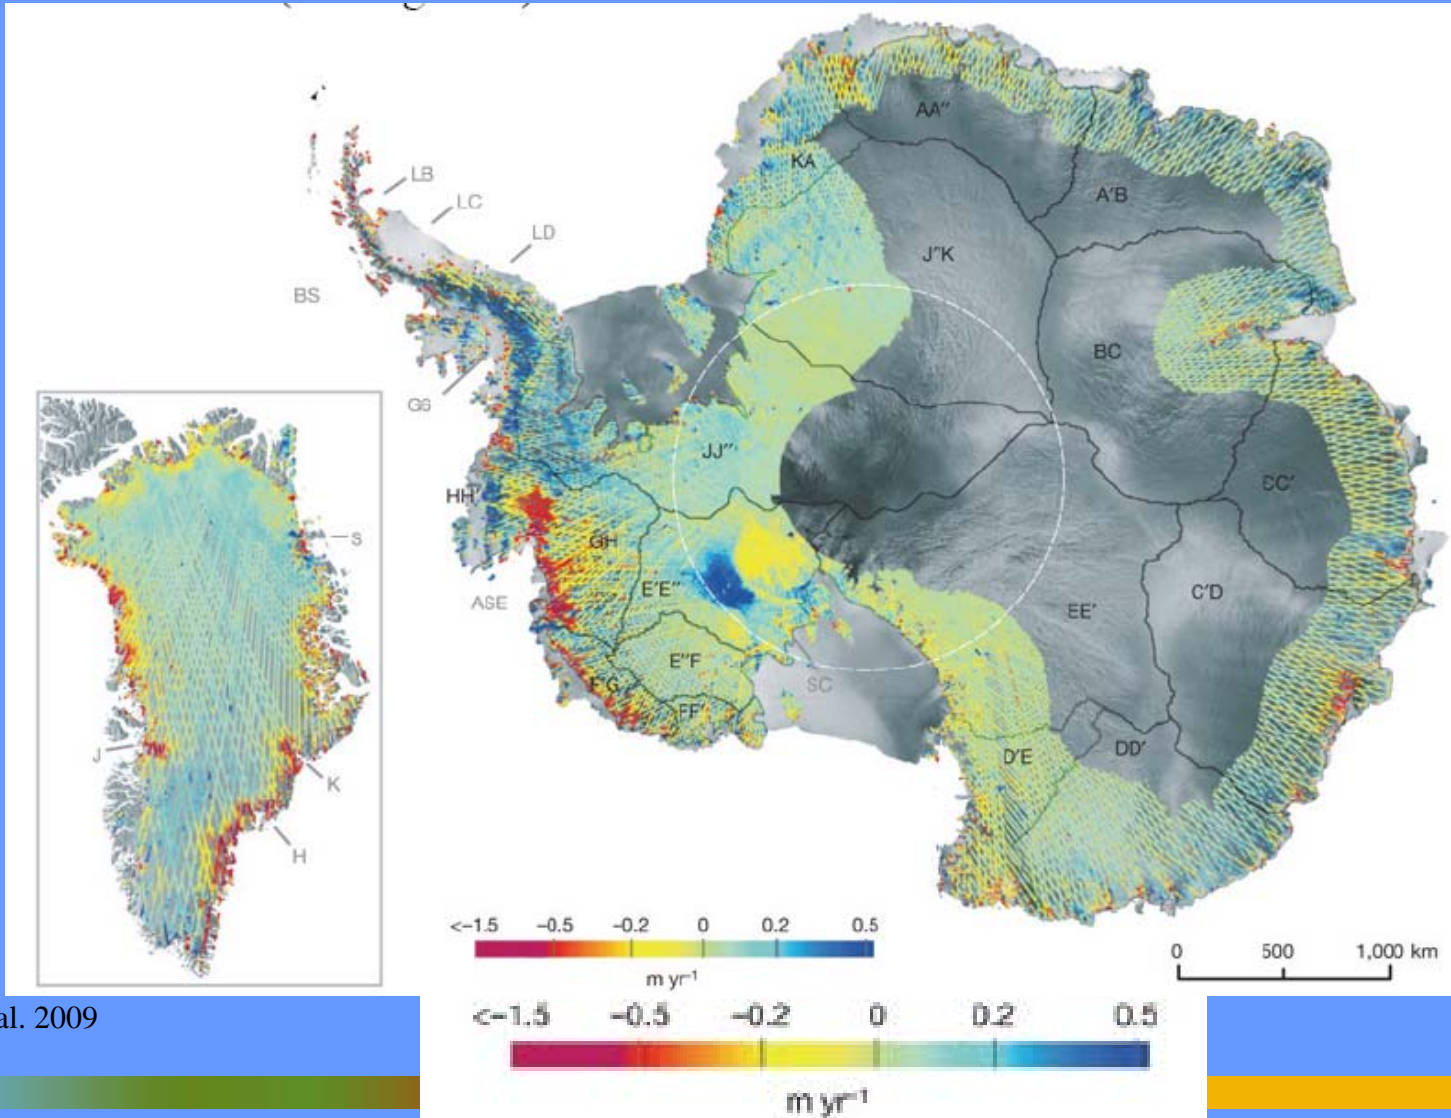 AA″
KA
LB
A′B
LC
LD
J″K
BS
BC
GS
JJ″
HH′
GH
S
ASE
E′E″
C′D
EE′
E″F
SC
FF′
J
D′E
DD′
K
H
<−1.5 −0.5 −0.2 0 0.2 0.5
m yr⁻¹
0 500 1,000 km
al. 2009
<−1.5 −0.5 −0.2 0 0.2 0.5
m yr⁻¹